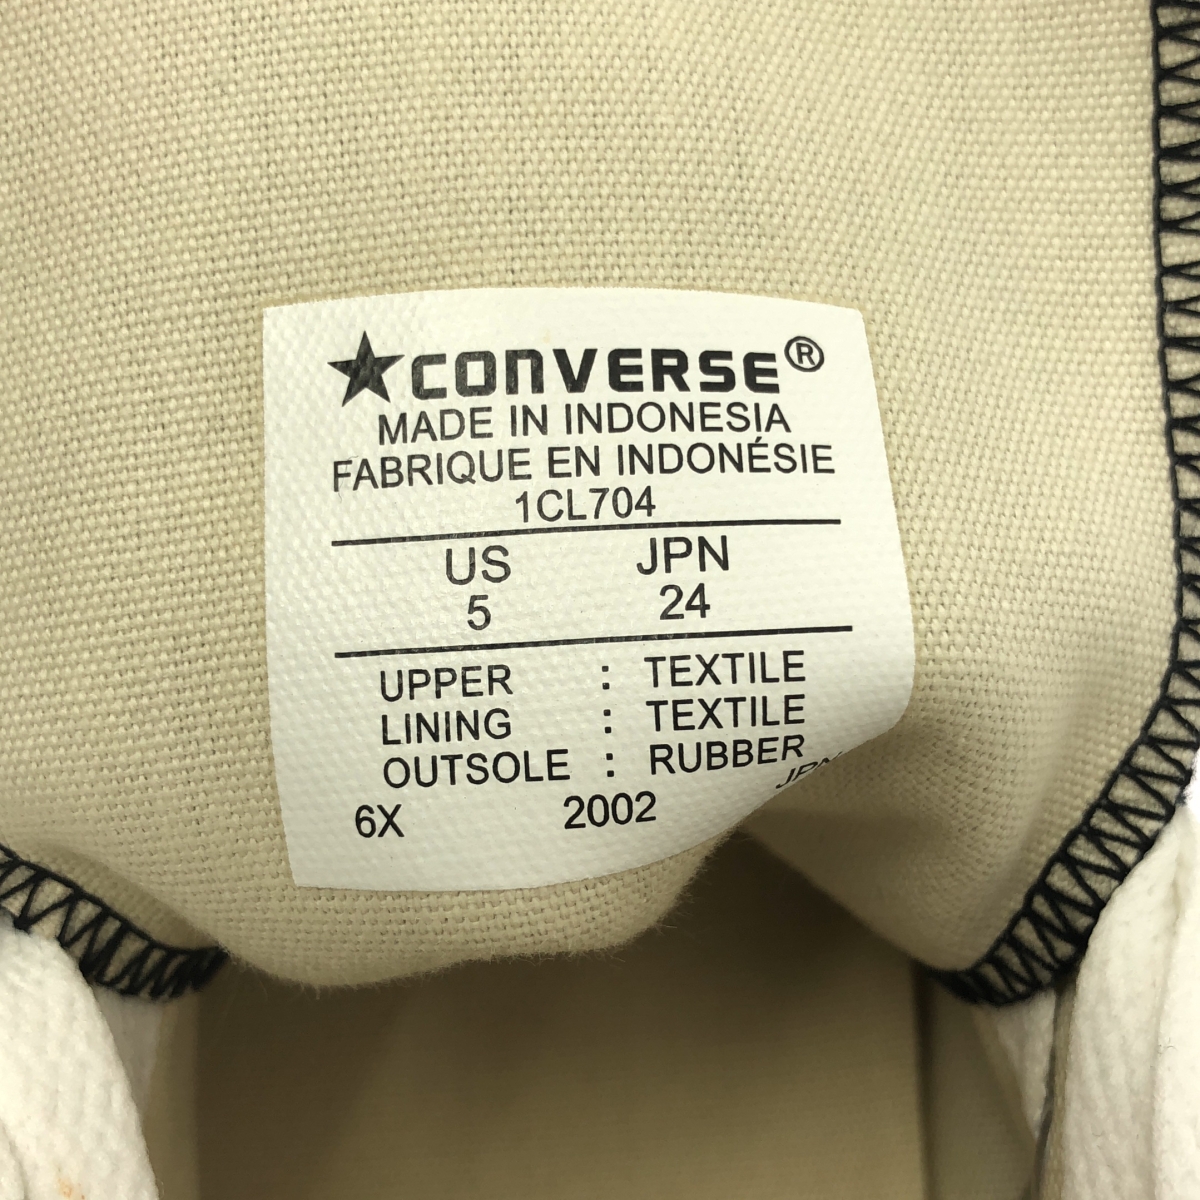 ★CONVERSE®
MADE IN INDONESIA
FABRIQUE EN INDONÉSIE
1CL704
US JPN
5 24
UPPER : TEXTILE
LINING : TEXTILE
OUTSOLE : RUBBER
6X 2002 JPN